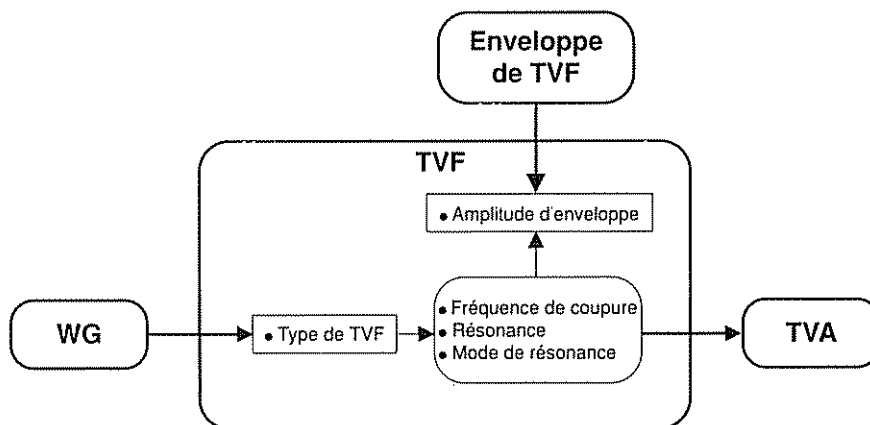 Enveloppe
de TVF
TVF
• Amplitude d'enveloppe
WG
• Type de TVF
• Fréquence de coupure
• Résonance
• Mode de résonance
TVA